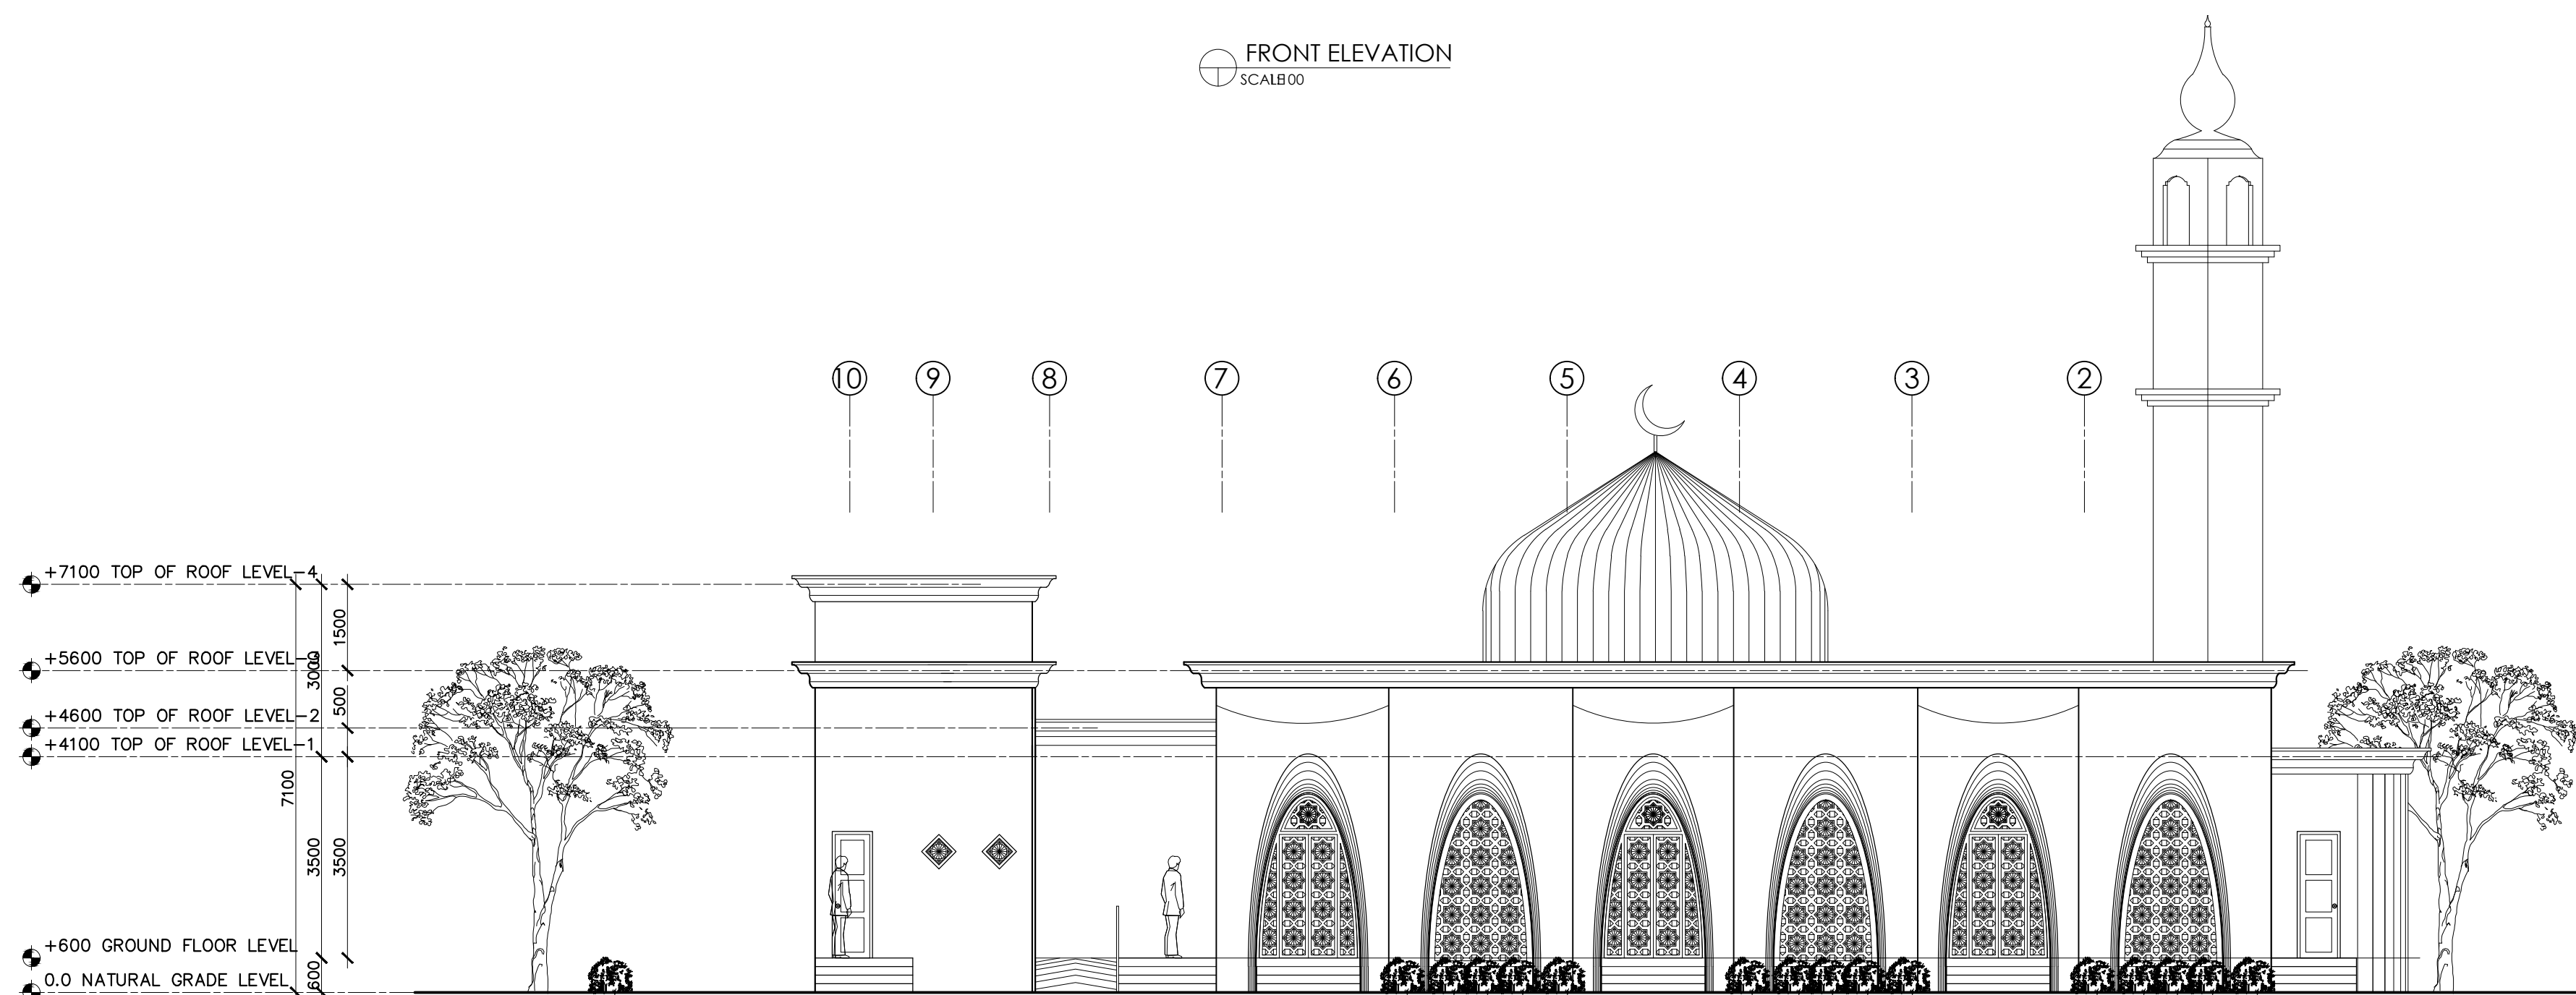 FRONT ELEVATION
10 9 8 7 6 5 4 3 2
+7100 TOP OF ROOF LEVEL-4
1500
+5600 TOP OF ROOF LEVEL-3
3000
500
+4600 TOP OF ROOF LEVEL-2
+4100 TOP OF ROOF LEVEL-1
7100
3500
3500
+600 GROUND FLOOR LEVEL
0.0 NATURAL GRADE LEVEL
600